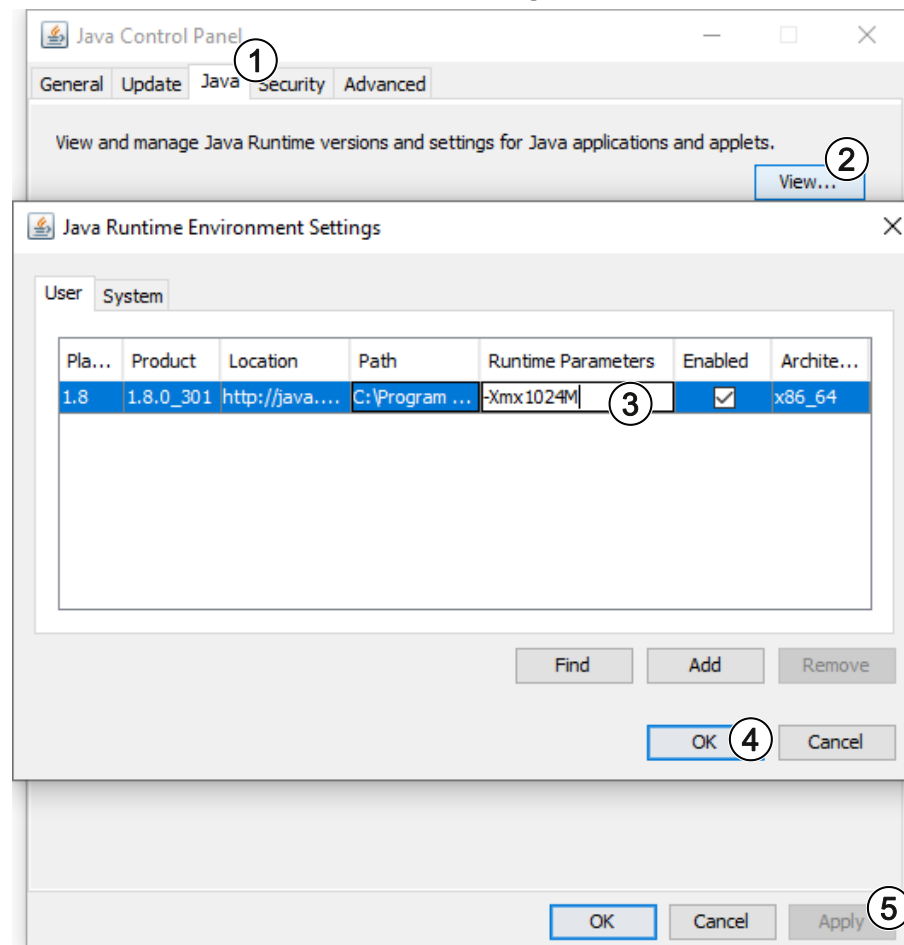 Java Control Panel
1
General Update Java Security Advanced
View and manage Java Runtime versions and settings for Java applications and applets.
2
View...
Java Runtime Environment Settings
User System
Pla... Product Location Path Runtime Parameters Enabled Archite...
1.8 1.8.0_301 http://java.... C:\Program ... -Xmx1024M x86_64
3
Find Add Remove
OK 4 Cancel
OK Cancel Apply 5